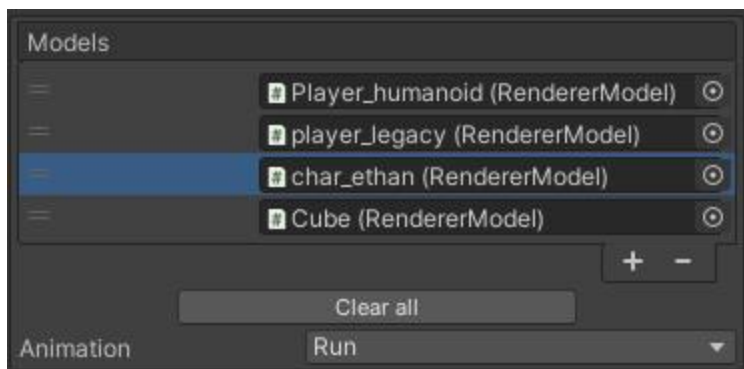 Models
Player_humanoid (RendererModel)
player_legacy (RendererModel)
char_ethan (RendererModel)
Cube (RendererModel)
+ -
Clear all
Animation Run